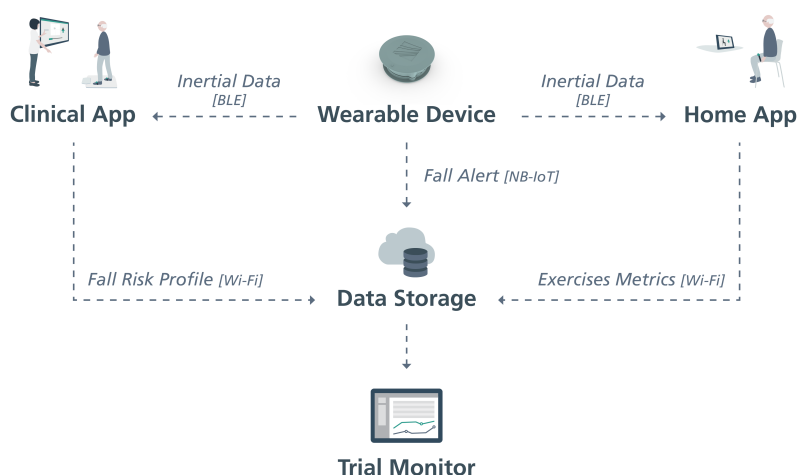 Inertial Data
[BLE]
Inertial Data
[BLE]
Clinical App
Wearable Device
Home App
Fall Alert [NB-IoT]
Fall Risk Profile [Wi-Fi]
Exercises Metrics [Wi-Fi]
Data Storage
Trial Monitor